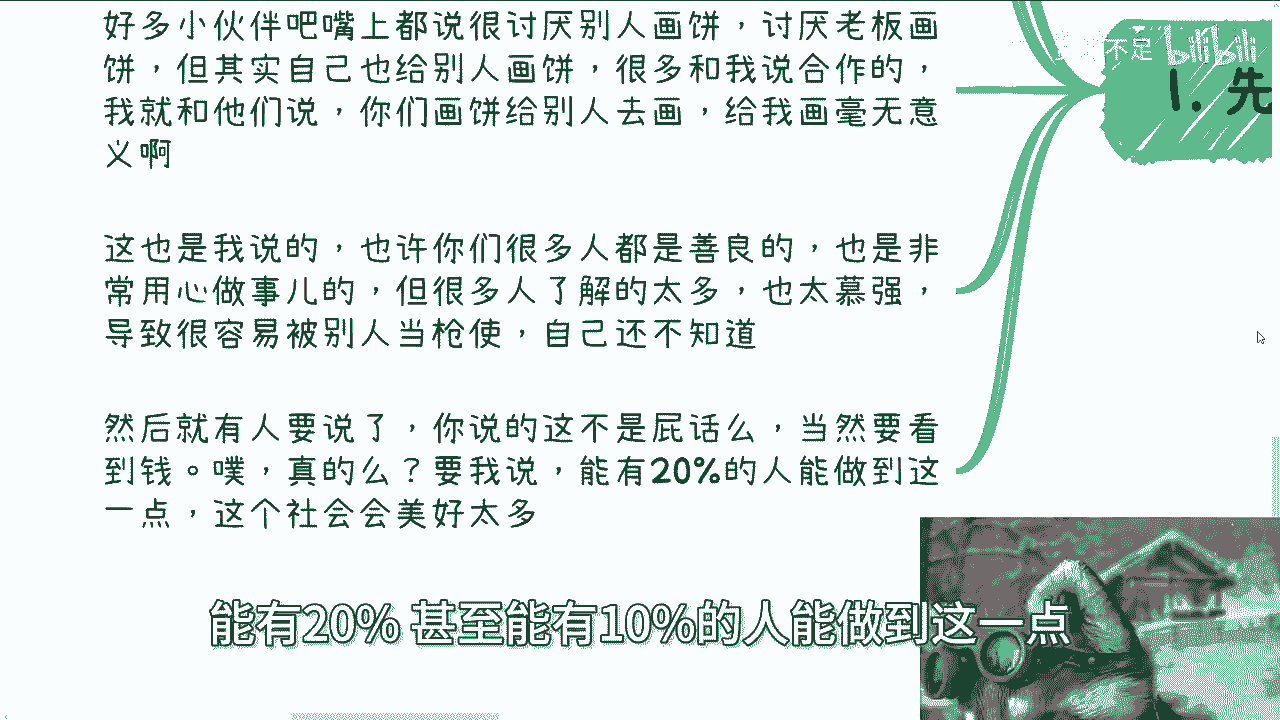 好多小伙伴吧嘴上都说很讨厌别人画饼，讨厌老板画
饼，但其实自己也给别人画饼，很多和我说合作的，
我就和他们说，你们画饼给别人去画，给我画毫无意
义啊
不足 bilibili
1. 先
这也是我说的，也许你们很多人都是善良的，也是非
常用心做事儿的，但很多人了解的太多，也太慕强，
导致很容易被别人当枪使，自己还不知道
然后就有人要说了，你说的这不是屁话么，当然要看
到钱。噗，真的么？要我说，能有20%的人能做到这
一点，这个社会会美好太多
能有20% 甚至能有10%的人能做到这一点